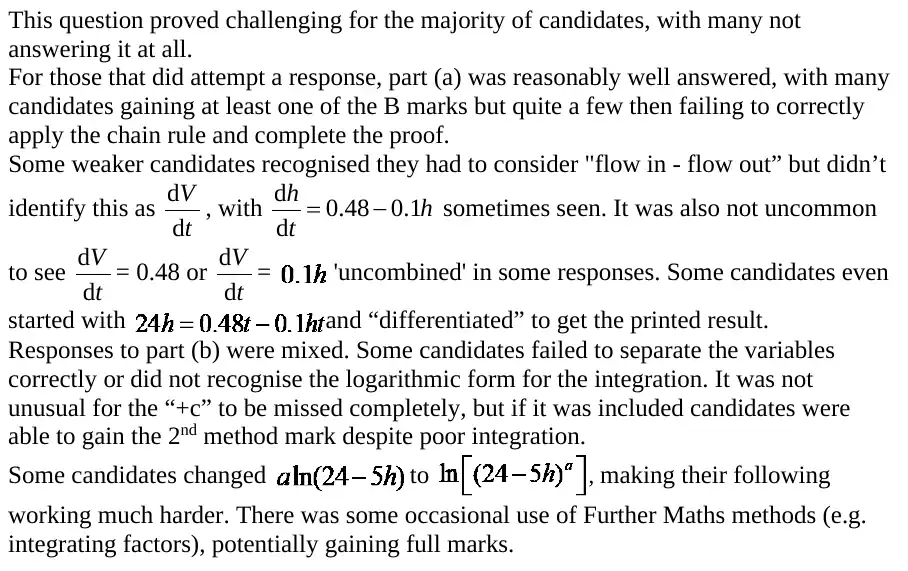 This question proved challenging for the majority of candidates, with many not
answering it at all.
For those that did attempt a response, part (a) was reasonably well answered, with many
candidates gaining at least one of the B marks but quite a few then failing to correctly
apply the chain rule and complete the proof.
Some weaker candidates recognised they had to consider "flow in - flow out” but didn’t
identify this as dV/dt , with dh/dt = 0.48 − 0.1h sometimes seen. It was also not uncommon
to see dV/dt = 0.48 or dV/dt = 0.1h 'uncombined' in some responses. Some candidates even
started with 24h = 0.48t − 0.1ht and “differentiated” to get the printed result.
Responses to part (b) were mixed. Some candidates failed to separate the variables
correctly or did not recognise the logarithmic form for the integration. It was not
unusual for the “+c” to be missed completely, but if it was included candidates were
able to gain the 2nd method mark despite poor integration.
Some candidates changed a ln(24 − 5h) to ln[(24 − 5h)^a], making their following
working much harder. There was some occasional use of Further Maths methods (e.g.
integrating factors), potentially gaining full marks.